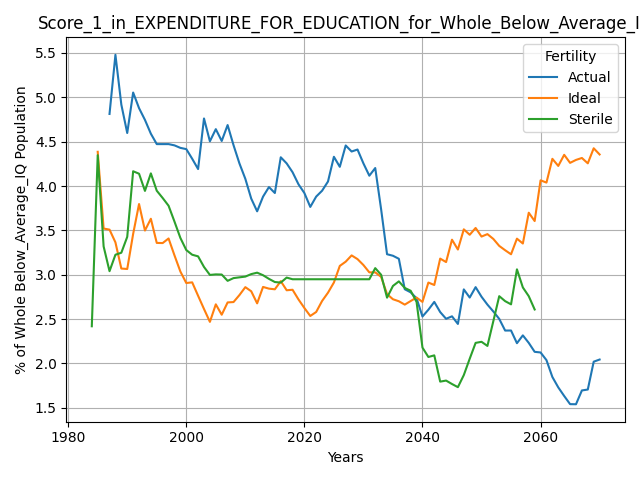 Score_1_in_EXPENDITURE_FOR_EDUCATION_for_Whole_Below_Average_I
% of Whole Below_Average_IQ Population
5.5
5.0
4.5
4.0
3.5
3.0
2.5
2.0
1.5
Fertility
Actual
Ideal
Sterile
1980
2000
2020
2040
2060
Years